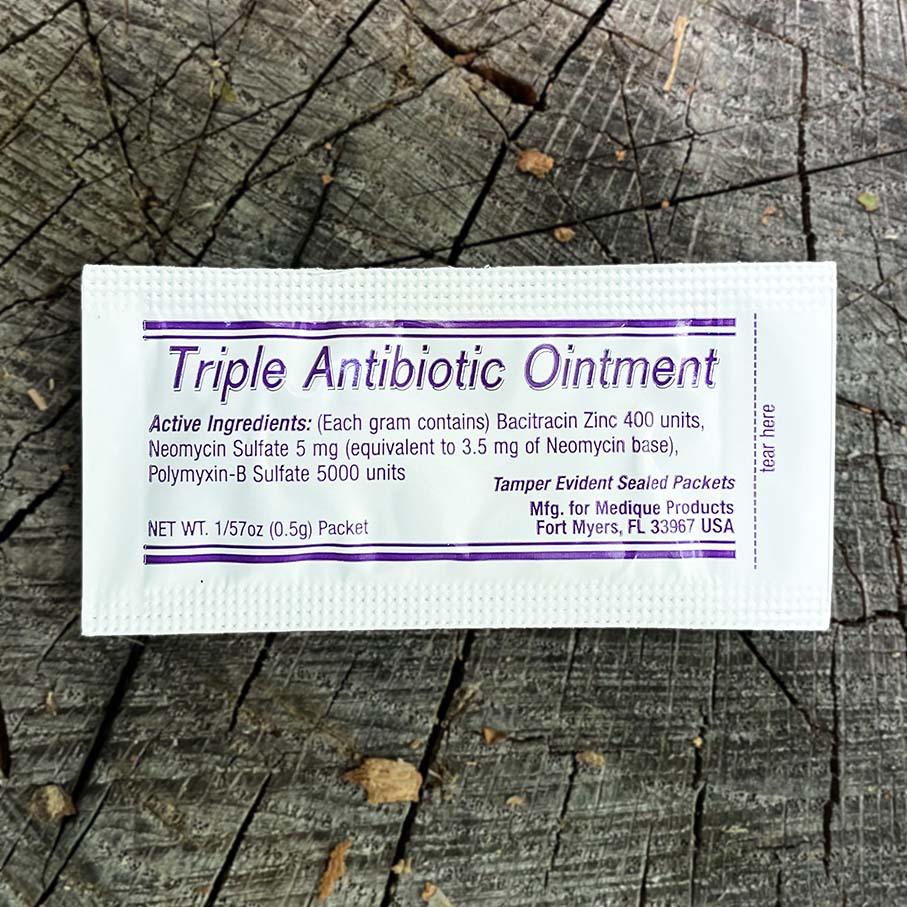 Triple Antibiotic Ointment
Active Ingredients: (Each gram contains) Bacitracin Zinc 400 units,
Neomycin Sulfate 5 mg (equivalent to 3.5 mg of Neomycin base),
Polymyxin-B Sulfate 5000 units
Tamper Evident Sealed Packets
Mfg. for Medique Products
Fort Myers, FL 33967 USA
NET WT. 1/57oz (0.5g) Packet
tear here